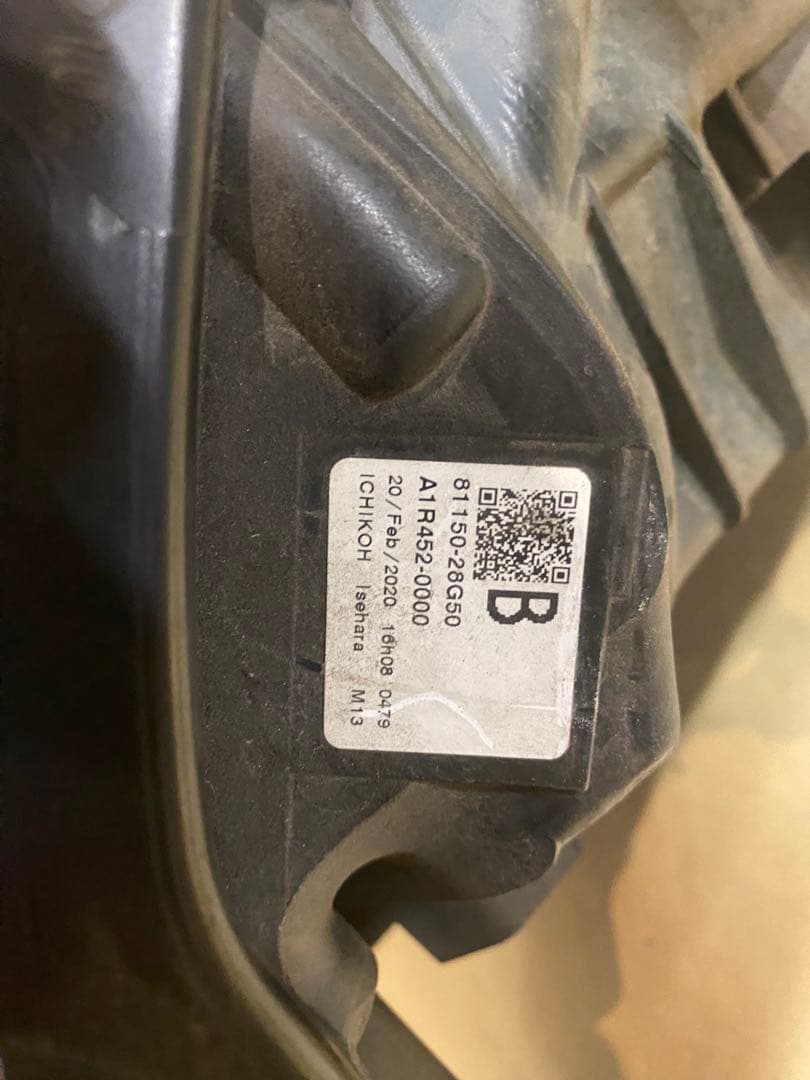 B
81150-28G50
A1R452-0000
20/Feb/2020 16h08 0479
ICHIKOH Isehara M13